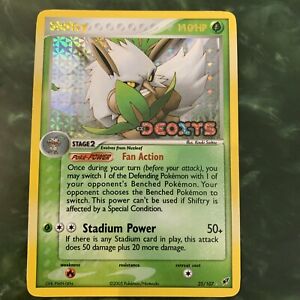 Shiftry 140 HP
DEOXYS
STAGE 2 Evolves from Nuzleaf
Poké-POWER Fan Action
Once during your turn (before your attack), you may
switch 1 of the Defending Pokémon with 1 of
your opponent's Benched Pokémon. Your
opponent chooses the Benched Pokémon to switch.
This power can't be used if Shiftry is
affected by a Special Condition.
Stadium Power 50+
If there is any Stadium card in play, this attack
does 50 damage plus 20 more damage.
weakness resistance retreat cost
©2005 Pokémon/Nintendo